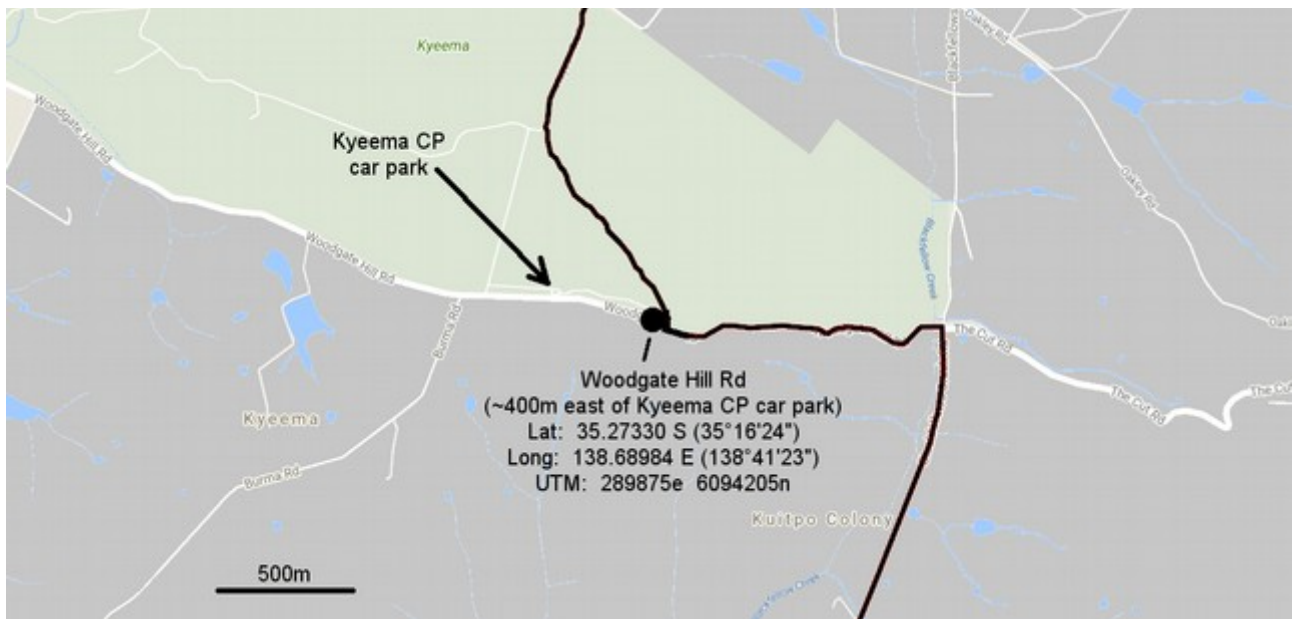 Kyeema
Oakley Rd
Blackfellows
Woodgate Hill Rd
Kyeema CP
car park
Oakley Rd
Woodgate Hill Rd
Blackfellow Creek
Burma Rd
The Cut Rd
Woodgate Hill Rd
(~400m east of Kyeema CP car park)
Lat: 35.27330 S (35°16'24")
Long: 138.68984 E (138°41'23")
UTM: 289875e 6094205n
The Cut Rd
Kyeema
Burma Rd
Kuitpo Colony
500m